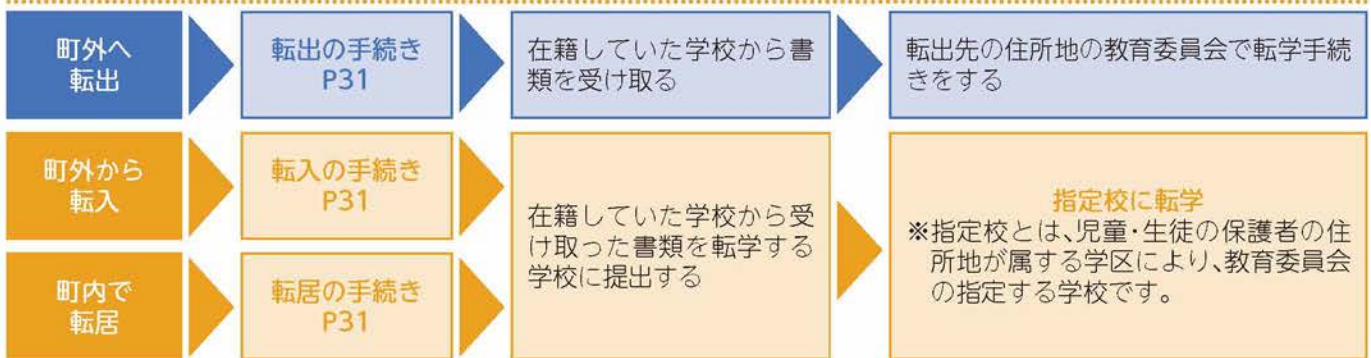 町外へ
転出
転出の手続き
P31
在籍していた学校から書
類を受け取る
転出先の住所地の教育委員会で転学手続
きをする
町外から
転入
転入の手続き
P31
町内で
転居
転居の手続き
P31
在籍していた学校から受
け取った書類を転学する
学校に提出する
指定校に転学
※指定校とは、児童・生徒の保護者の住
所地が属する学区により、教育委員会
の指定する学校です。